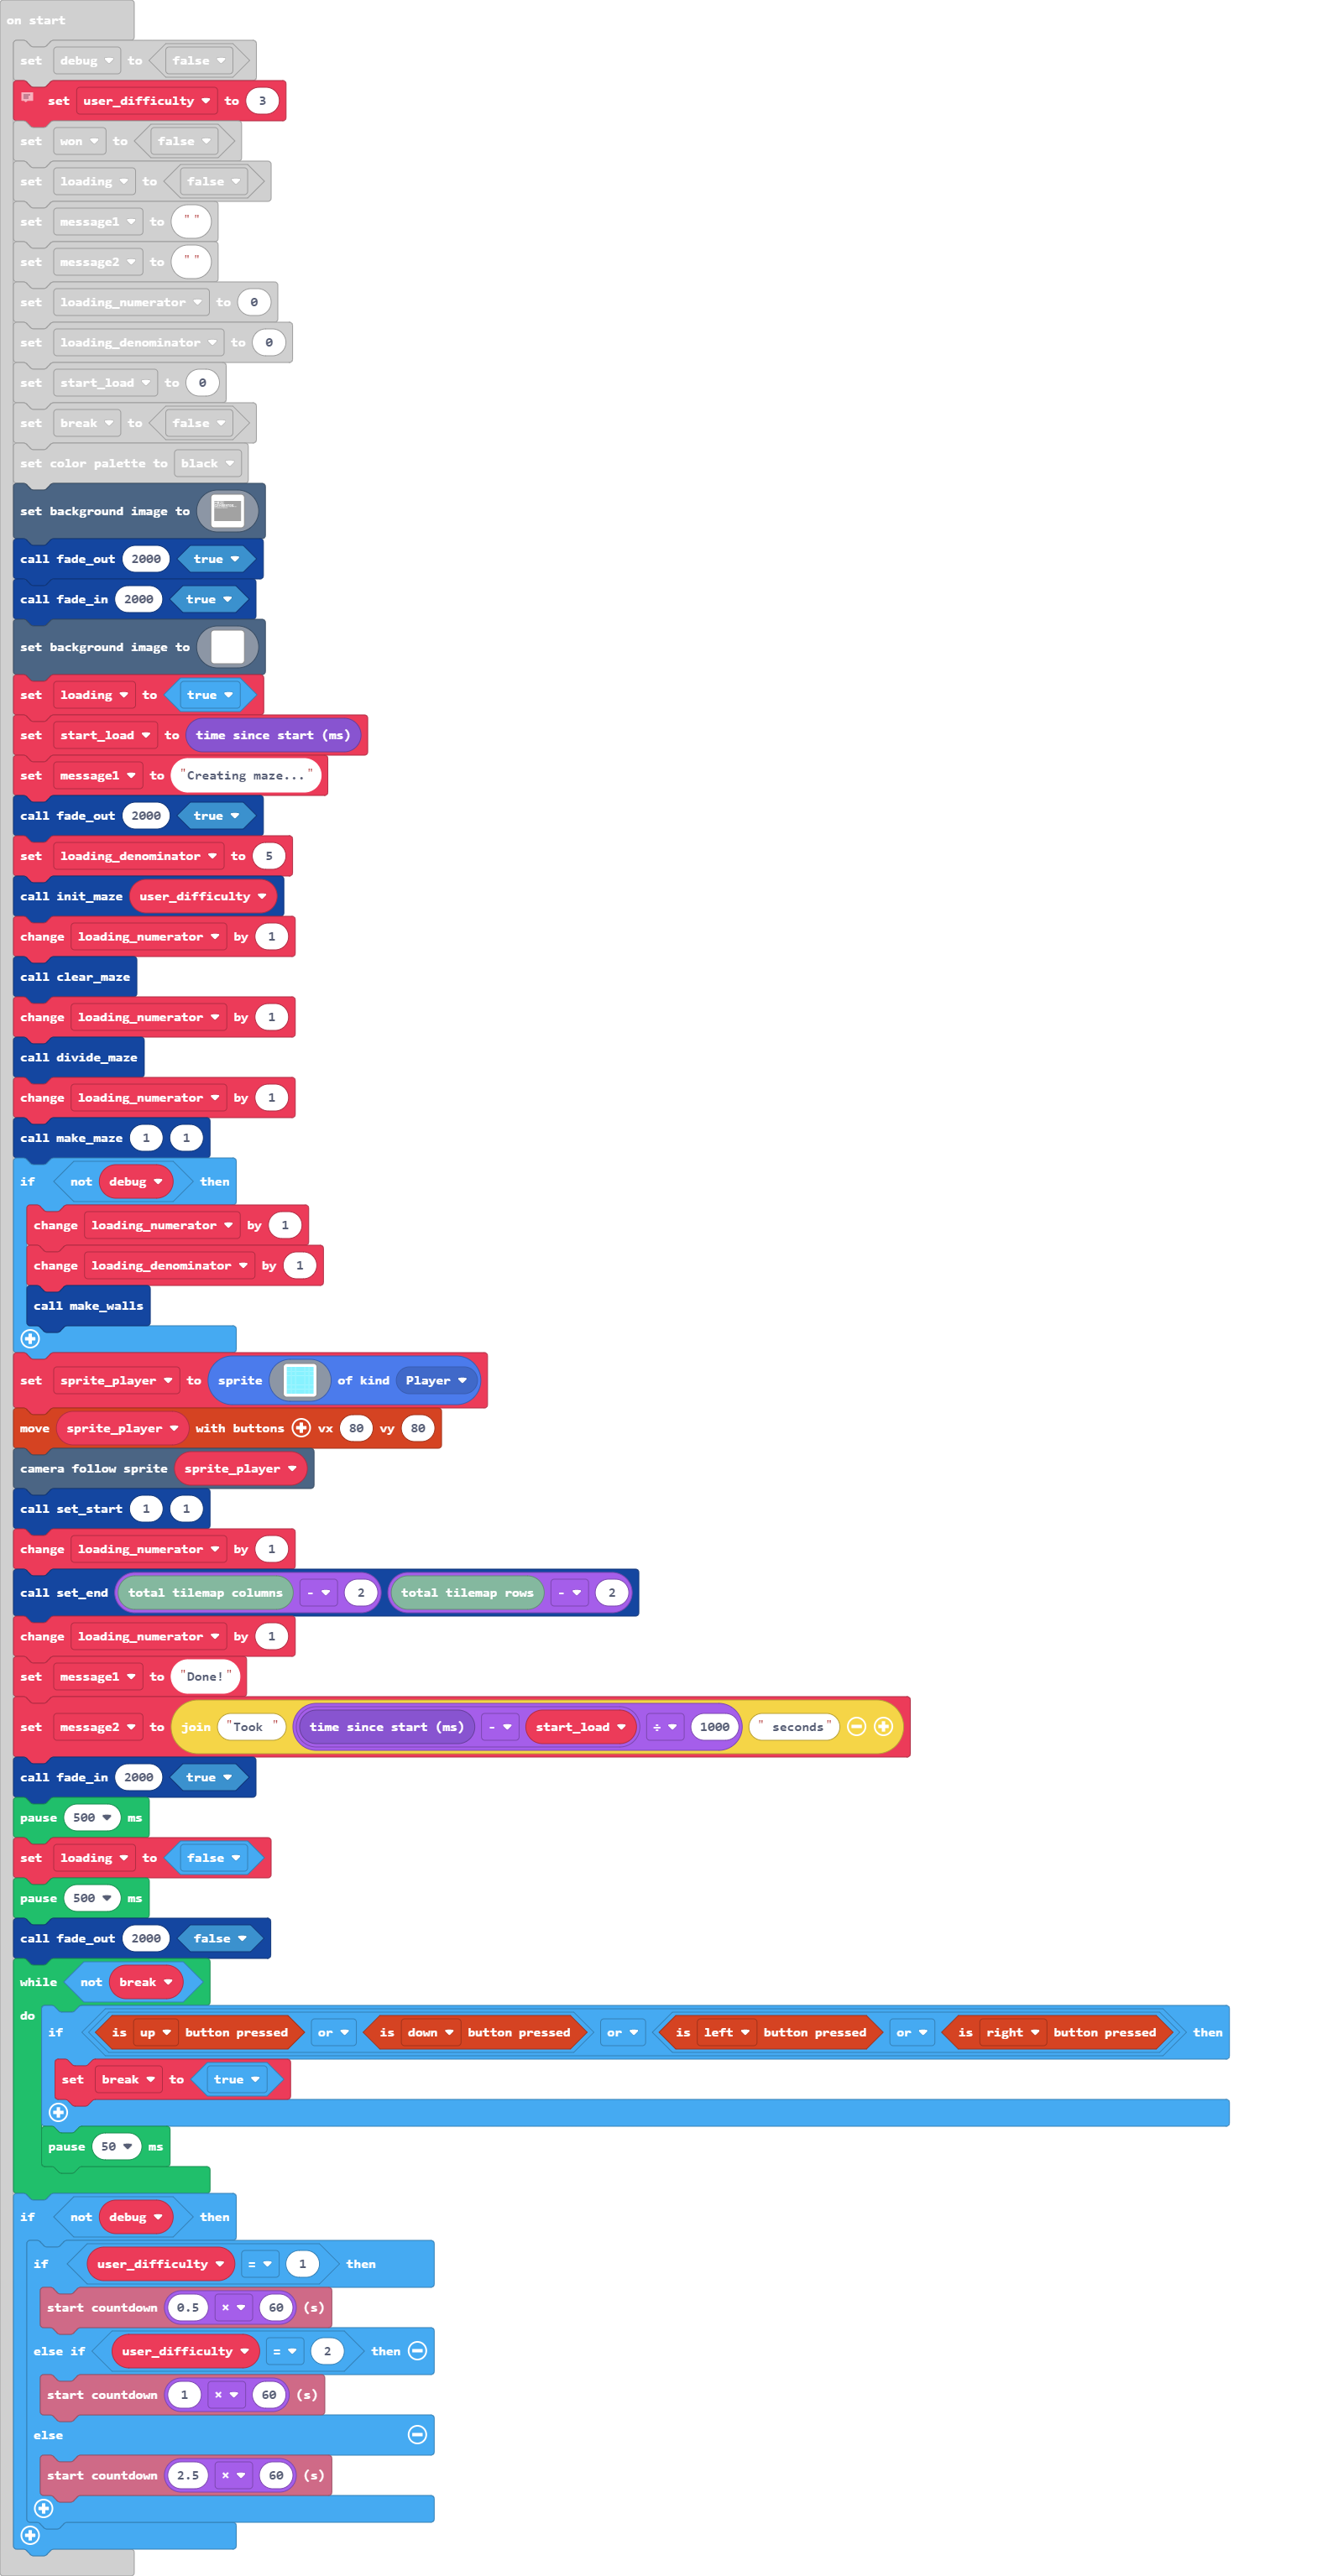 on start
set debug to false
set user_difficulty to 3
set won to false
set loading to false
set message1 to " "
set message2 to " "
set loading_numerator to 0
set loading_denominator to 0
set start_load to 0
set break to false
set color palette to black
set background image to
call fade_out 2000 true
call fade_in 2000 true
set background image to
set loading to true
set start_load to time since start (ms)
set message1 to "Creating maze..."
call fade_out 2000 true
set loading_denominator to 5
call init_maze user_difficulty
change loading_numerator by 1
call clear_maze
change loading_numerator by 1
call divide_maze
change loading_numerator by 1
call make_maze 1 1
if not debug then
change loading_numerator by 1
change loading_denominator by 1
call make_walls
set sprite_player to sprite of kind Player
move sprite_player with buttons vx 80 vy 80
camera follow sprite sprite_player
call set_start 1 1
change loading_numerator by 1
call set_end total tilemap columns - 2 total tilemap rows - 2
change loading_numerator by 1
set message1 to "Done!"
set message2 to join "Took " time since start (ms) - start_load ÷ 1000 " seconds"
call fade_in 2000 true
pause 500 ms
set loading to false
pause 500 ms
call fade_out 2000 false
while not break
do if is up button pressed or is down button pressed or is left button pressed or is right button pressed then
set break to true
pause 50 ms
if not debug then
if user_difficulty = 1 then
start countdown 0.5 × 60 (s)
else if user_difficulty = 2 then
start countdown 1 × 60 (s)
else
start countdown 2.5 × 60 (s)